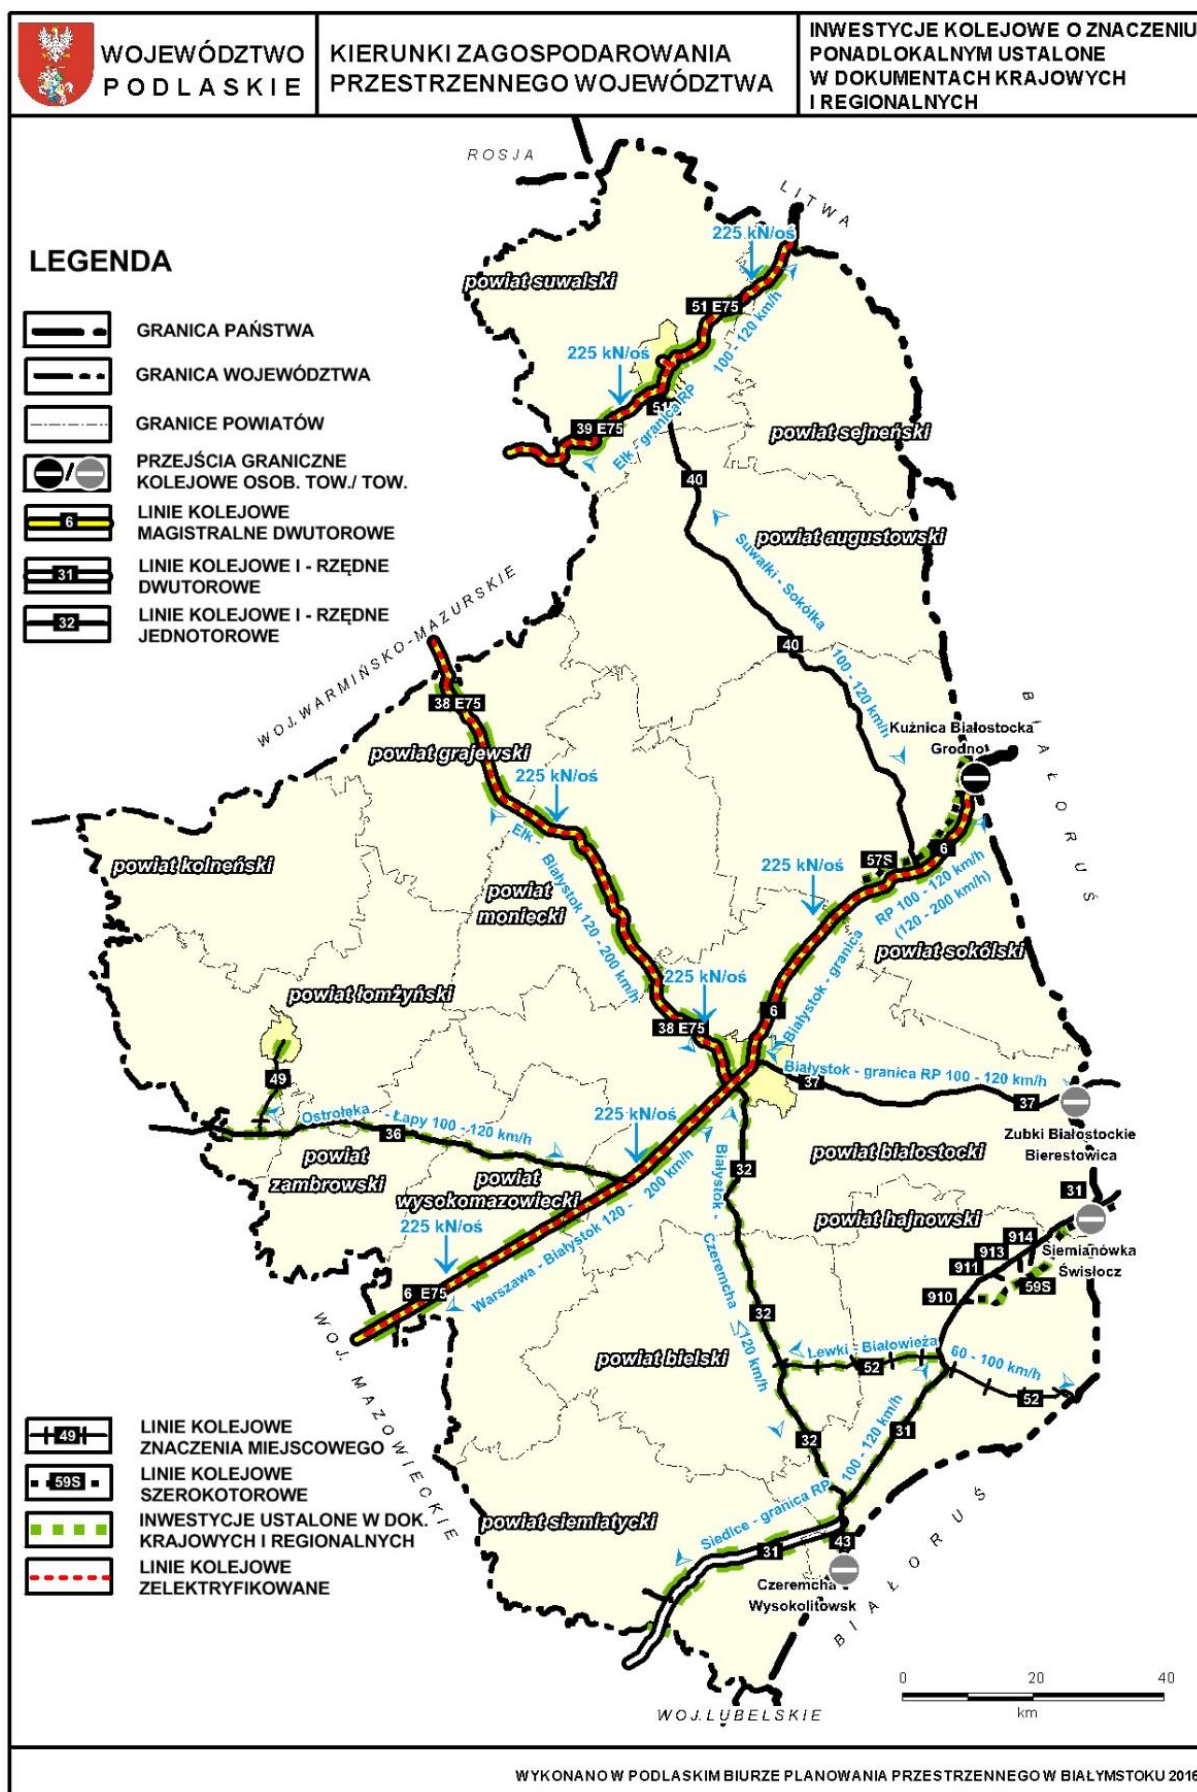 WOJEWÓDZTWO
PODLASKIE
KIERUNKI ZAGOSPODAROWANIA
PRZESTRZENNEGO WOJEWÓDZTWA
INWESTYCJE KOLEJOWE O ZNACZENIU
PONADLOKALNYM USTALONE
W DOKUMENTACH KRAJOWYCH
I REGIONALNYCH
ROSJA
LITWA
225 kN/oś
LEGENDA
powiat suwalski
51 E75
100 - 120 km/h
GRANICA PAŃSTWA
225 kN/oś
GRANICA WOJEWÓDZTWA
51
GRANICE POWIATÓW
39 E75
Ełk - granica RP
powiat sejneński
PRZEJŚCIA GRANICZNE
KOLEJOWE OSOB. TOW./ TOW.
40
6
LINIE KOLEJOWE
MAGISTRALNE DWUTOROWE
powiat augustowski
31
LINIE KOLEJOWE I - RZĘDNE
DWUTOROWE
Suwałki - Sokółka
100 - 120 km/h
32
LINIE KOLEJOWE I - RZĘDNE
JEDNOTOROWE
WOJ. WARMIŃSKO-MAZURSKIE
40
38 E75
BIAŁORUŚ
Kuźnica Białostocka
Grodno
powiat grajewski
225 kN/oś
Ełk - Białystok 120 - 200 km/h
powiat kolneński
57S
6
225 kN/oś
powiat
moniecki
Białystok - granica RP 100 - 120 km/h
(120 - 200 km/h)
powiat sokólski
225 kN/oś
powiat łomżyński
6
38 E75
49
Białystok - granica RP 100 - 120 km/h
37
37
Ostrołęka - Łapy 100 - 120 km/h
36
225 kN/oś
Zubki Białostockie
Bierestowica
powiat
zambrowski
powiat
wysokomazowiecki
powiat białostocki
32
31
225 kN/oś
Warszawa - Białystok 120 - 200 km/h
Białystok - Czeremcha 120 km/h
powiat hajnowski
914
913
911
910
59S
Siemianówka
Świsłocz
6 E75
32
WOJ. MAZOWIECKIE
powiat bielski
Lewki - Białowieża 60 - 100 km/h
52
52
49
LINIE KOLEJOWE
ZNACZENIA MIEJSCOWEGO
32
31
59S
LINIE KOLEJOWE
SZEROKOTOROWE
Siedlce - granica RP 100 - 120 km/h
INWESTYCJE USTALONE W DOK.
KRAJOWYCH I REGIONALNYCH
powiat siemiatycki
31
43
LINIE KOLEJOWE
ZELEKTRYFIKOWANE
Czeremcha
Wysokolitowsk
BIAŁORUŚ
0 20 40
km
WOJ. LUBELSKIE
WYKONANO W PODLASKIM BIURZE PLANOWANIA PRZESTRZENNEGO W BIAŁYMSTOKU 2016